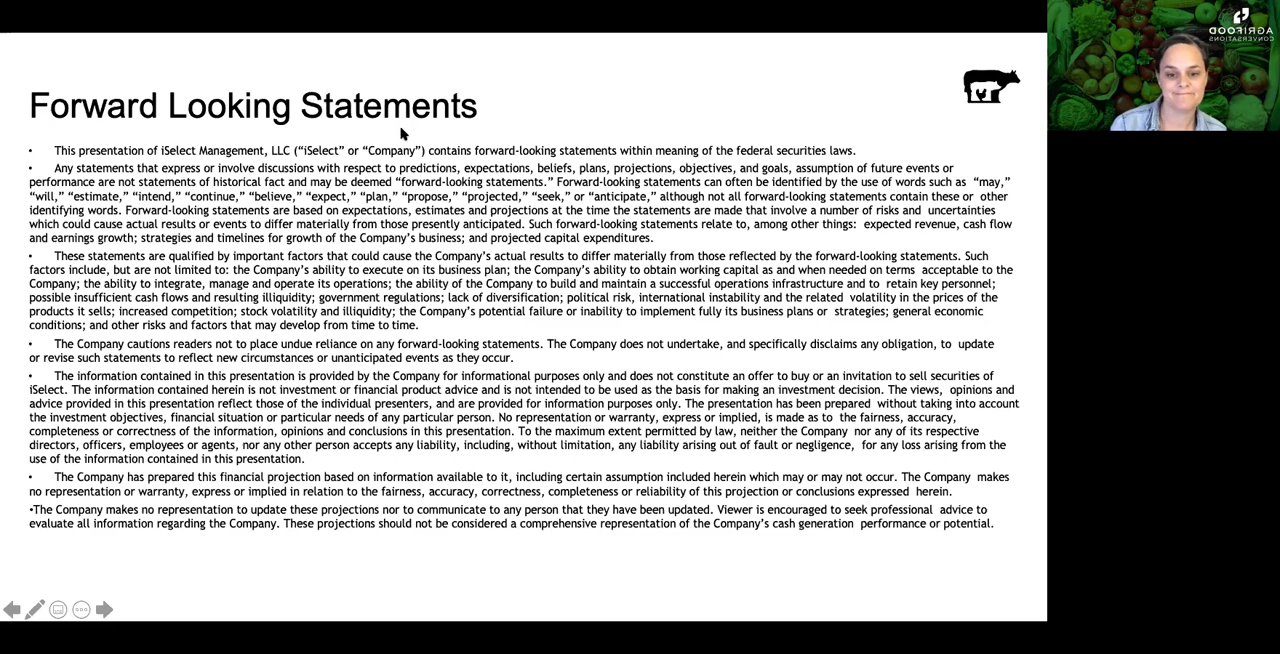 Forward Looking Statements
• This presentation of iSelect Management, LLC (“iSelect” or “Company”) contains forward-looking statements within meaning of the federal securities laws.
• Any statements that express or involve discussions with respect to predictions, expectations, beliefs, plans, projections, objectives, and goals, assumption of future events or
performance are not statements of historical fact and may be deemed “forward-looking statements.” Forward-looking statements can often be identified by the use of words such as “may,”
“will,” “estimate,” “intend,” “continue,” “believe,” “expect,” “plan,” “propose,” “projected,” “seek,” or “anticipate,” although not all forward-looking statements contain these or other
identifying words. Forward-looking statements are based on expectations, estimates and projections at the time the statements are made that involve a number of risks and uncertainties
which could cause actual results or events to differ materially from those presently anticipated. Such forward-looking statements relate to, among other things: expected revenue, cash flow
and earnings growth; strategies and timelines for growth of the Company’s business; and projected capital expenditures.
• These statements are qualified by important factors that could cause the Company’s actual results to differ materially from those reflected by the forward-looking statements. Such
factors include, but are not limited to: the Company’s ability to execute on its business plan; the Company’s ability to obtain working capital as and when needed on terms acceptable to the
Company; the ability to integrate, manage and operate its operations; the ability of the Company to build and maintain a successful operations infrastructure and to retain key personnel;
possible insufficient cash flows and resulting illiquidity; government regulations; lack of diversification; political risk, international instability and the related volatility in the prices of the
products it sells; increased competition; stock volatility and illiquidity; the Company’s potential failure or inability to implement fully its business plans or strategies; general economic
conditions; and other risks and factors that may develop from time to time.
• The Company cautions readers not to place undue reliance on any forward-looking statements. The Company does not undertake, and specifically disclaims any obligation, to update
or revise such statements to reflect new circumstances or unanticipated events as they occur.
• The information contained in this presentation is provided by the Company for informational purposes only and does not constitute an offer to buy or an invitation to sell securities of
iSelect. The information contained herein is not investment or financial product advice and is not intended to be used as the basis for making an investment decision. The views, opinions and
advice provided in this presentation reflect those of the individual presenters, and are provided for information purposes only. The presentation has been prepared without taking into account
the investment objectives, financial situation or particular needs of any particular person. No representation or warranty, express or implied, is made as to the fairness, accuracy,
completeness or correctness of the information, opinions and conclusions in this presentation. To the maximum extent permitted by law, neither the Company nor any of its respective
directors, officers, employees or agents, nor any other person accepts any liability, including, without limitation, any liability arising out of fault or negligence, for any loss arising from the
use of the information contained in this presentation.
• The Company has prepared this financial projection based on information available to it, including certain assumption included herein which may or may not occur. The Company makes
no representation or warranty, express or implied in relation to the fairness, accuracy, correctness, completeness or reliability of this projection or conclusions expressed herein.
•The Company makes no representation to update these projections nor to communicate to any person that they have been updated. Viewer is encouraged to seek professional advice to
evaluate all information regarding the Company. These projections should not be considered a comprehensive representation of the Company’s cash generation performance or potential.
AGRIFOOD
CONVERSATIONS